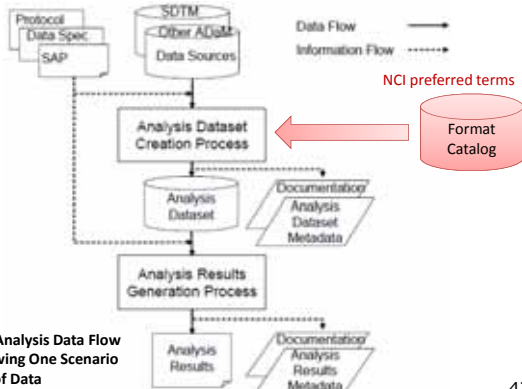 Protocol
Data Spec
SAP
SDTM
Other ADaM
Data Sources
Data Flow
Information Flow
NCI preferred terms
Format
Catalog
Analysis Dataset
Creation Process
Analysis
Dataset
Documentation
Analysis
Dataset
Metadata
Analysis Results
Generation Process
Analysis Data Flow
wing One Scenario
of Data
Analysis
Results
Documentation
Analysis
Results
Metadata